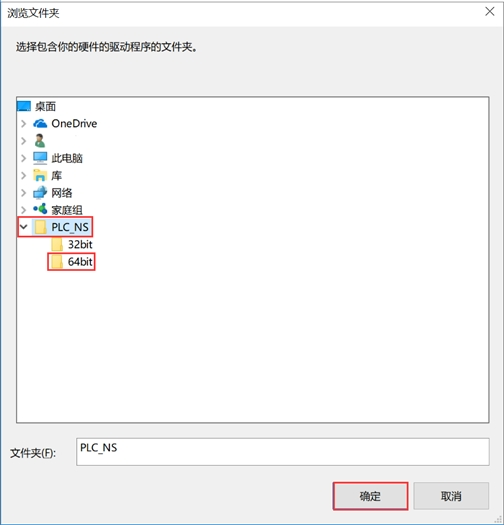 浏览文件夹
选择包含你的硬件的驱动程序的文件夹。
桌面
OneDrive
此电脑
库
网络
家庭组
PLC_NS
32bit
64bit
文件夹(F):
PLC_NS
确定
取消